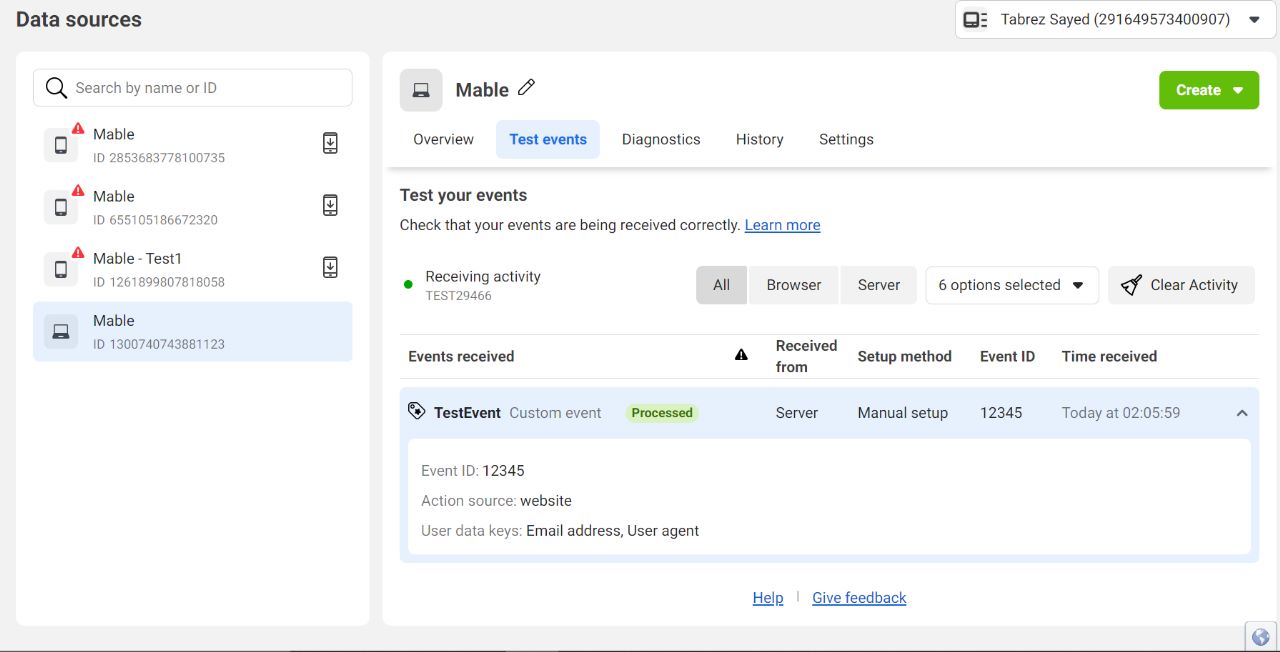 Data sources
Tabrez Sayed (291649573400907)
Search by name or ID
Mable
ID 2853683778100735
Mable
ID 655105186672320
Mable - Test1
ID 1261899807818058
Mable
ID 1300740743881123
Mable
Create
Overview Test events Diagnostics History Settings
Test your events
Check that your events are being received correctly. Learn more
Receiving activity
TEST29466
All Browser Server 6 options selected Clear Activity
Events received Received from Setup method Event ID Time received
TestEvent Custom event Processed Server Manual setup 12345 Today at 02:05:59
Event ID: 12345
Action source: website
User data keys: Email address, User agent
Help Give feedback